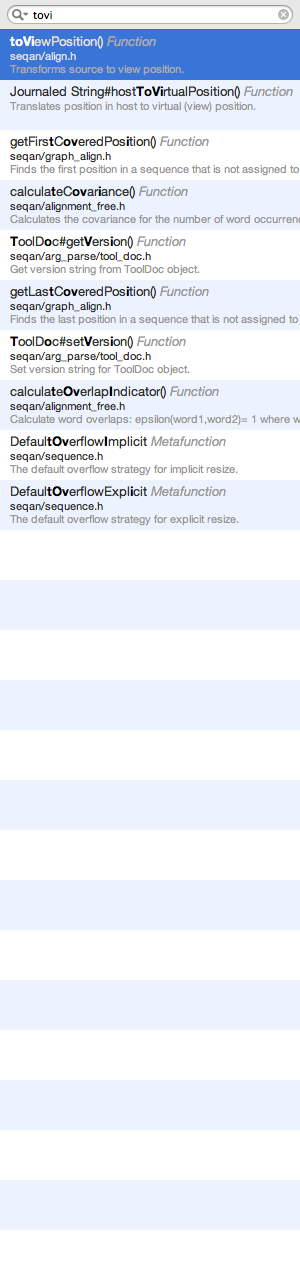 tovi
toViewPosition() Function
seqan/align.h
Transforms source to view position.
Journaled String#hostToVirtualPosition() Function
Translates position in host to virtual (view) position.
getFirstCoveredPosition() Function
seqan/graph_align.h
Finds the first position in a sequence that is not assigned to
calculateCovariance() Function
seqan/alignment_free.h
Calculates the covariance for the number of word occurrenc
ToolDoc#getVersion() Function
seqan/arg_parse/tool_doc.h
Get version string from ToolDoc object.
getLastCoveredPosition() Function
seqan/graph_align.h
Finds the last position in a sequence that is not assigned to
ToolDoc#setVersion() Function
seqan/arg_parse/tool_doc.h
Set version string for ToolDoc object.
calculateOverlapIndicator() Function
seqan/alignment_free.h
Calculate word overlaps: epsilon(word1,word2)= 1 where w
DefaultOverflowImplicit Metafunction
seqan/sequence.h
The default overflow strategy for implicit resize.
DefaultOverflowExplicit Metafunction
seqan/sequence.h
The default overflow strategy for explicit resize.